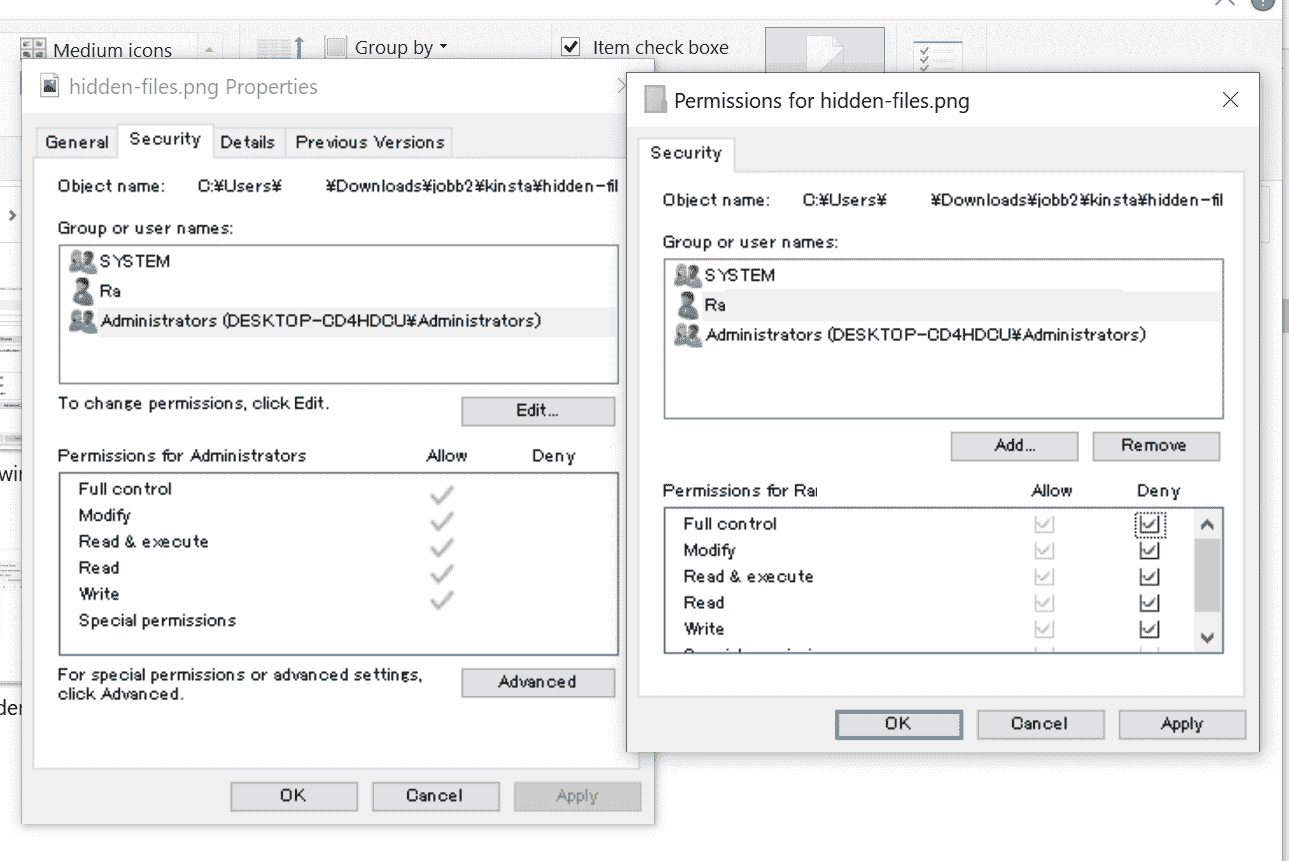 Medium icons
Group by
Item check boxe
hidden-files.png Properties
General
Security
Details
Previous Versions
Object name: C:¥Users¥ ¥Downloads¥jobb2¥kinsta¥hidden-fil
Group or user names:
SYSTEM
Ra
Administrators (DESKTOP-CD4HDCU¥Administrators)
To change permissions, click Edit.
Edit...
Permissions for Administrators Allow Deny
Full control
Modify
Read & execute
Read
Write
Special permissions
For special permissions or advanced settings,
click Advanced.
Advanced
OK
Cancel
Apply
Permissions for hidden-files.png
Security
Object name: C:¥Users¥ ¥Downloads¥jobb2¥kinsta¥hidden-fil
Group or user names:
SYSTEM
Ra
Administrators (DESKTOP-CD4HDCU¥Administrators)
Add...
Remove
Permissions for Ra Allow Deny
Full control
Modify
Read & execute
Read
Write
OK
Cancel
Apply